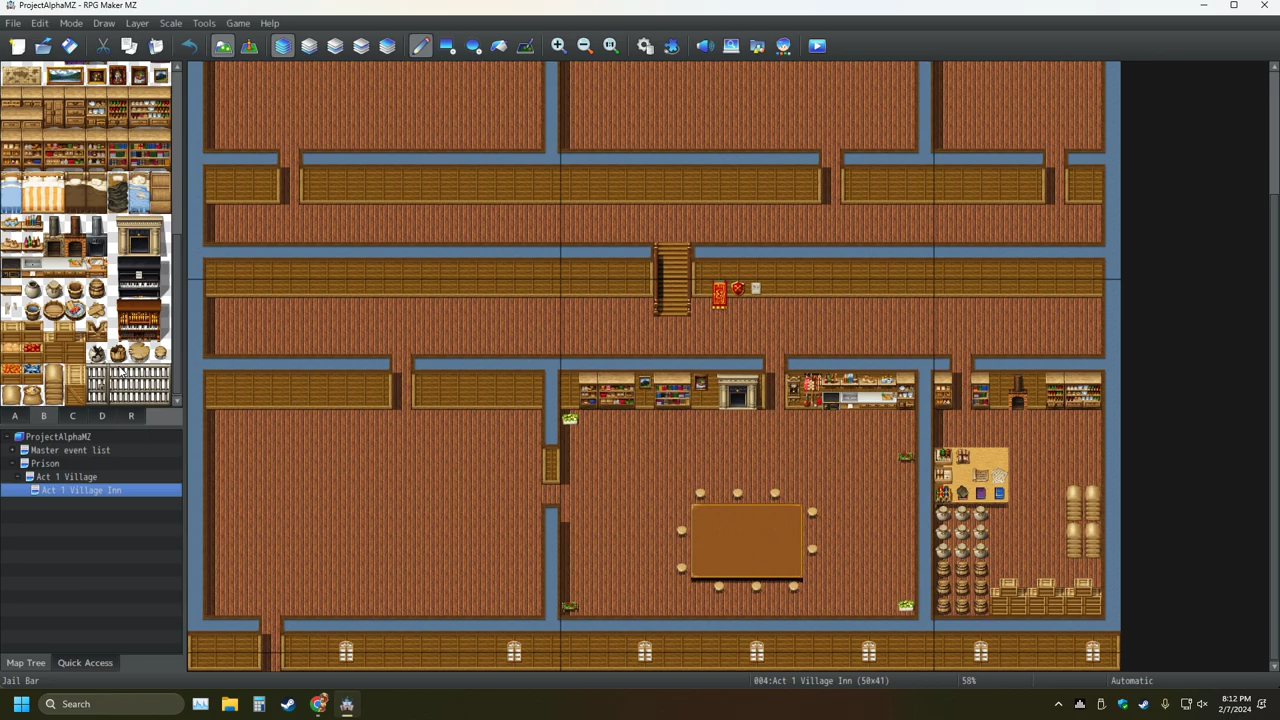 ProjectAlphaMZ - RPG Maker MZ
File Edit Mode Draw Layer Scale Tools Game Help
A B C D R
ProjectAlphaMZ
Master event list
Prison
Act 1 Village
Act 1 Village Inn
Map Tree Quick Access
Jail Bar 004:Act 1 Village Inn (50x41) 58% Automatic
Search 8:12 PM
2/7/2024